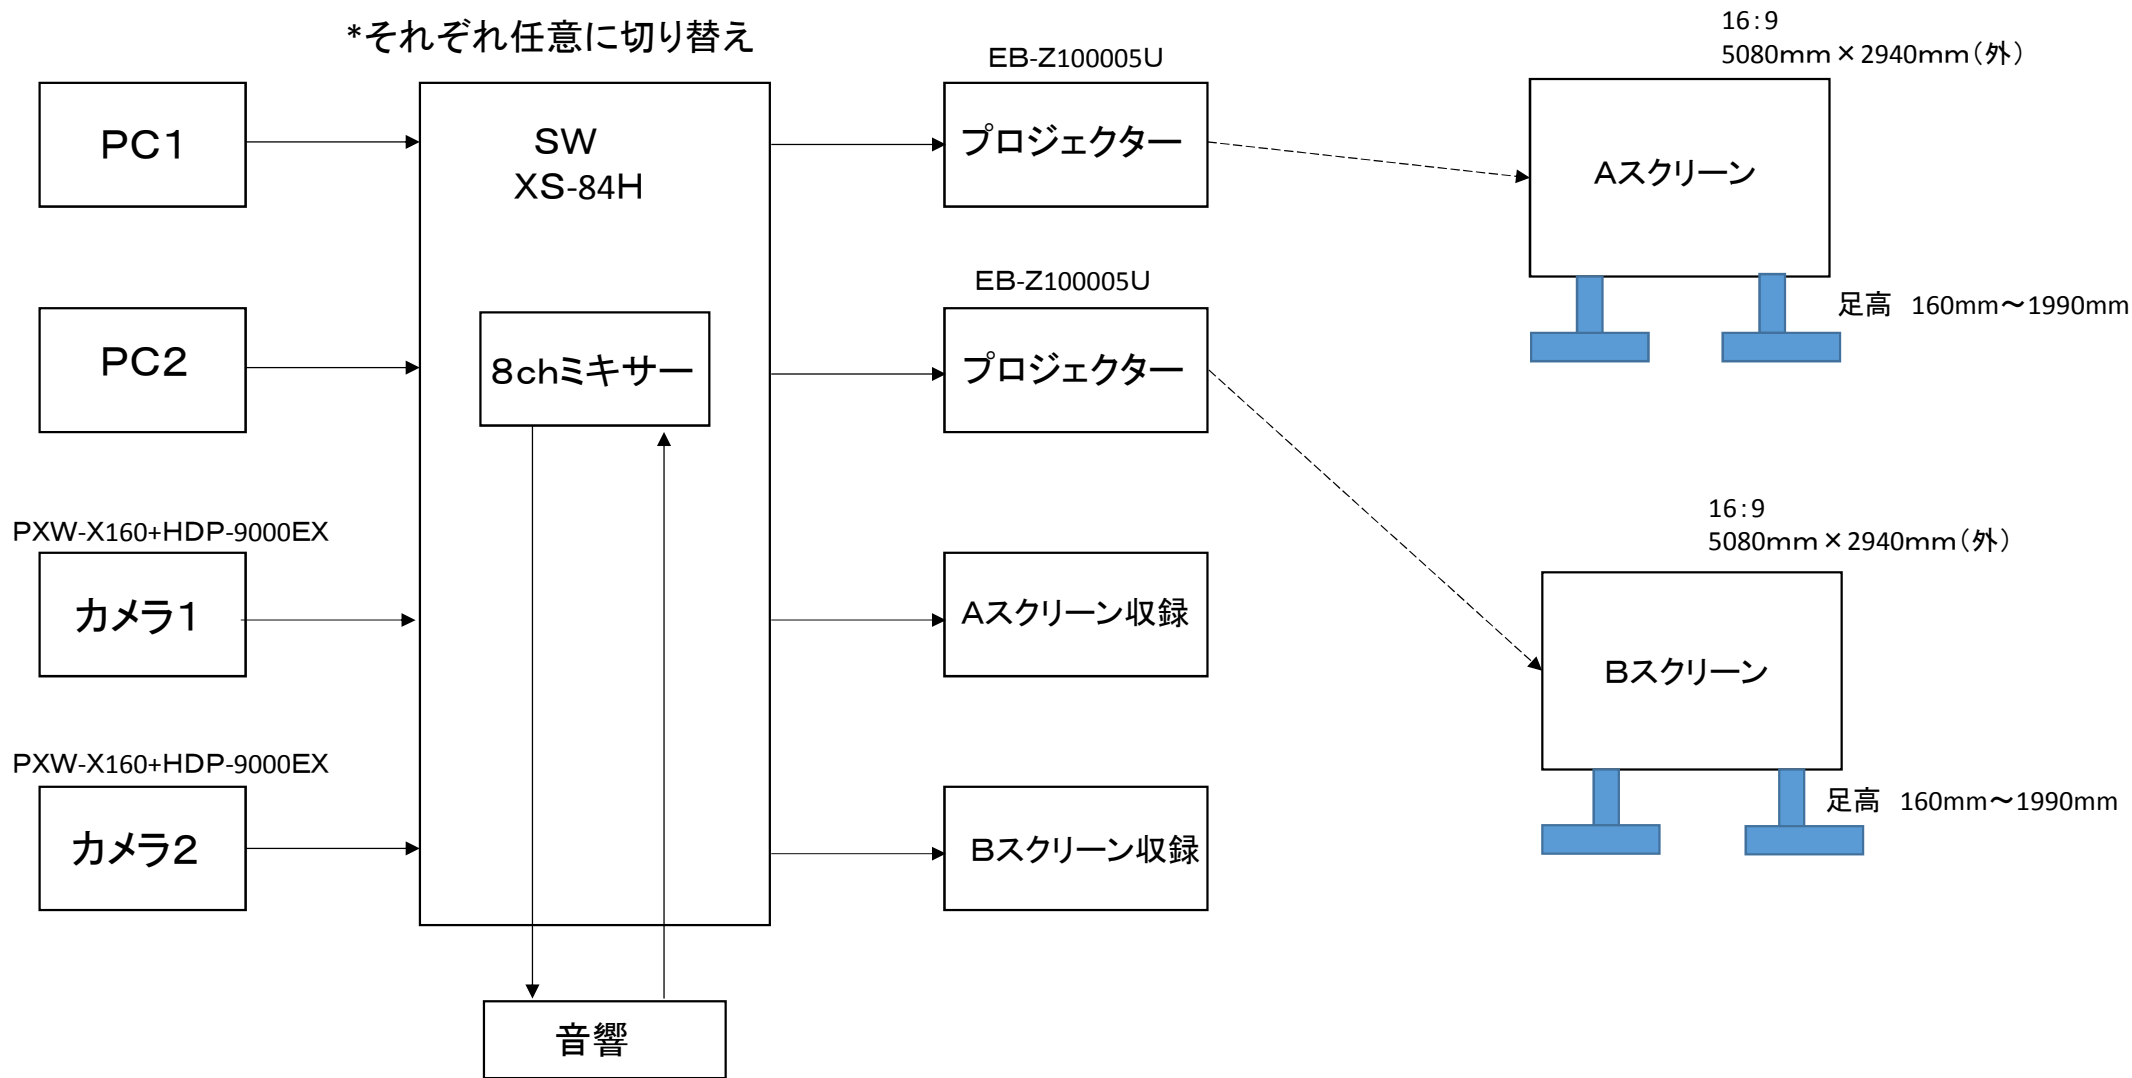 *それぞれ任意に切り替え
PC1
PC2
PXW-X160+HDP-9000EX
カメラ1
PXW-X160+HDP-9000EX
カメラ2
SW
XS-84H
8chミキサー
音響
EB-Z100005U
プロジェクター
EB-Z100005U
プロジェクター
Aスクリーン収録
Bスクリーン収録
16:9
5080mm×2940mm(外)
Aスクリーン
足高 160mm～1990mm
16:9
5080mm×2940mm(外)
Bスクリーン
足高 160mm～1990mm